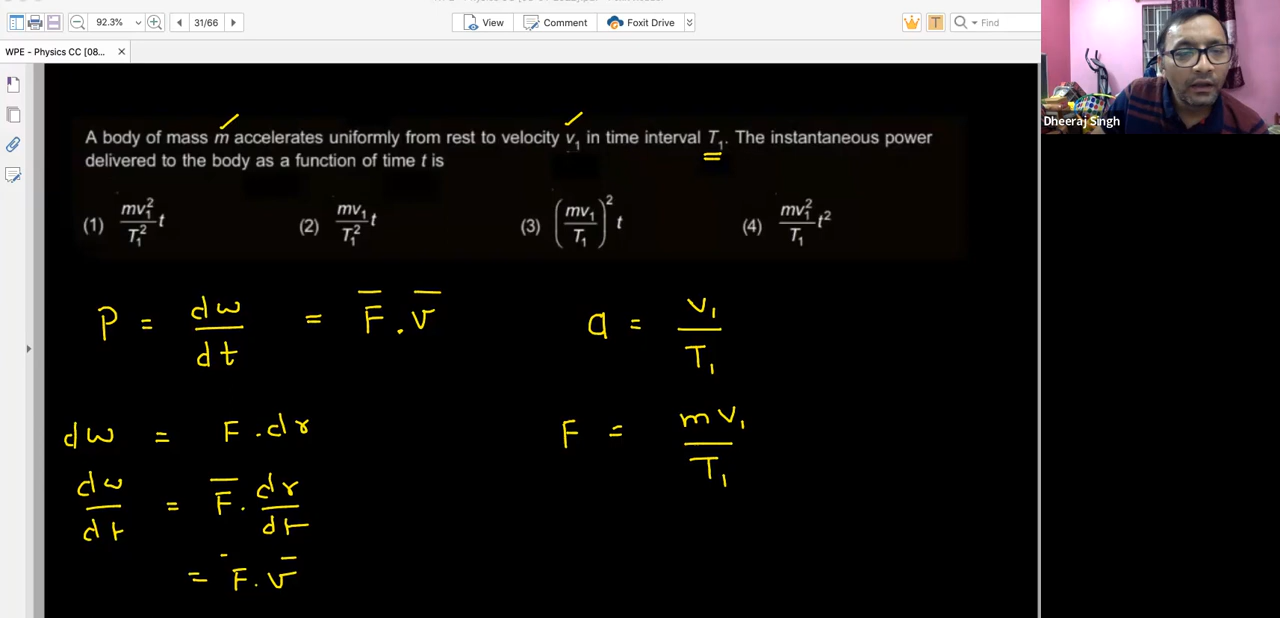 92.3%
31/66
View
Comment
Foxit Drive
Find
WPE - Physics CC [08...
Dheeraj Singh
A body of mass m accelerates uniformly from rest to velocity v₁ in time interval T₁. The instantaneous power
delivered to the body as a function of time t is
(1) mv₁²/T₁² t (2) mv₁/T₁² t (3) (mv₁/T₁)² t (4) mv₁²/T₁ t²
P = dw/dt = F̅ . v̅
a = v₁/T₁
dw = F . dr
F = mv₁/T₁
dw/dt = F̅ . dr/dt
= F̅ . v̅